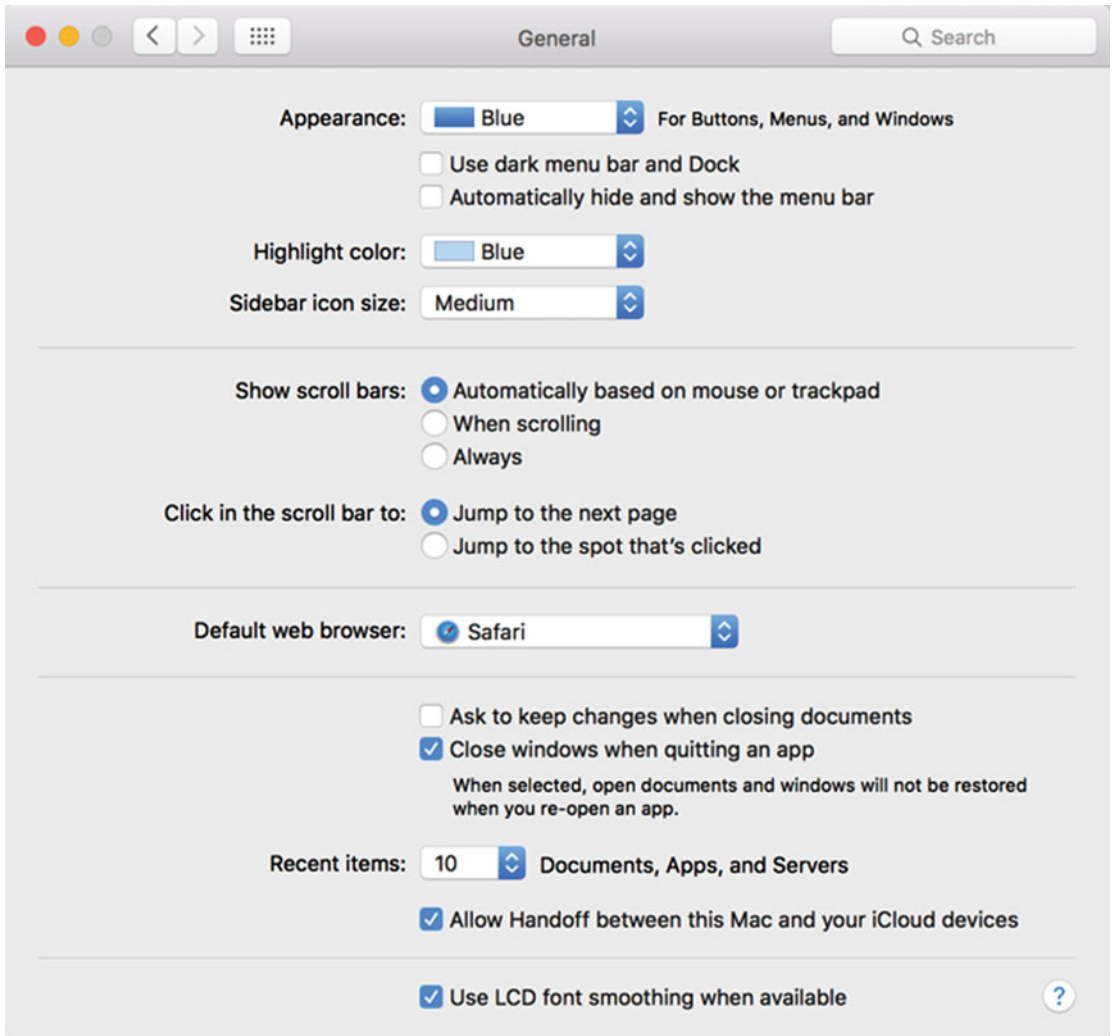 General
Search
Appearance: Blue For Buttons, Menus, and Windows
Use dark menu bar and Dock
Automatically hide and show the menu bar
Highlight color: Blue
Sidebar icon size: Medium
Show scroll bars: Automatically based on mouse or trackpad
When scrolling
Always
Click in the scroll bar to: Jump to the next page
Jump to the spot that's clicked
Default web browser: Safari
Ask to keep changes when closing documents
Close windows when quitting an app
When selected, open documents and windows will not be restored
when you re-open an app.
Recent items: 10 Documents, Apps, and Servers
Allow Handoff between this Mac and your iCloud devices
Use LCD font smoothing when available
?